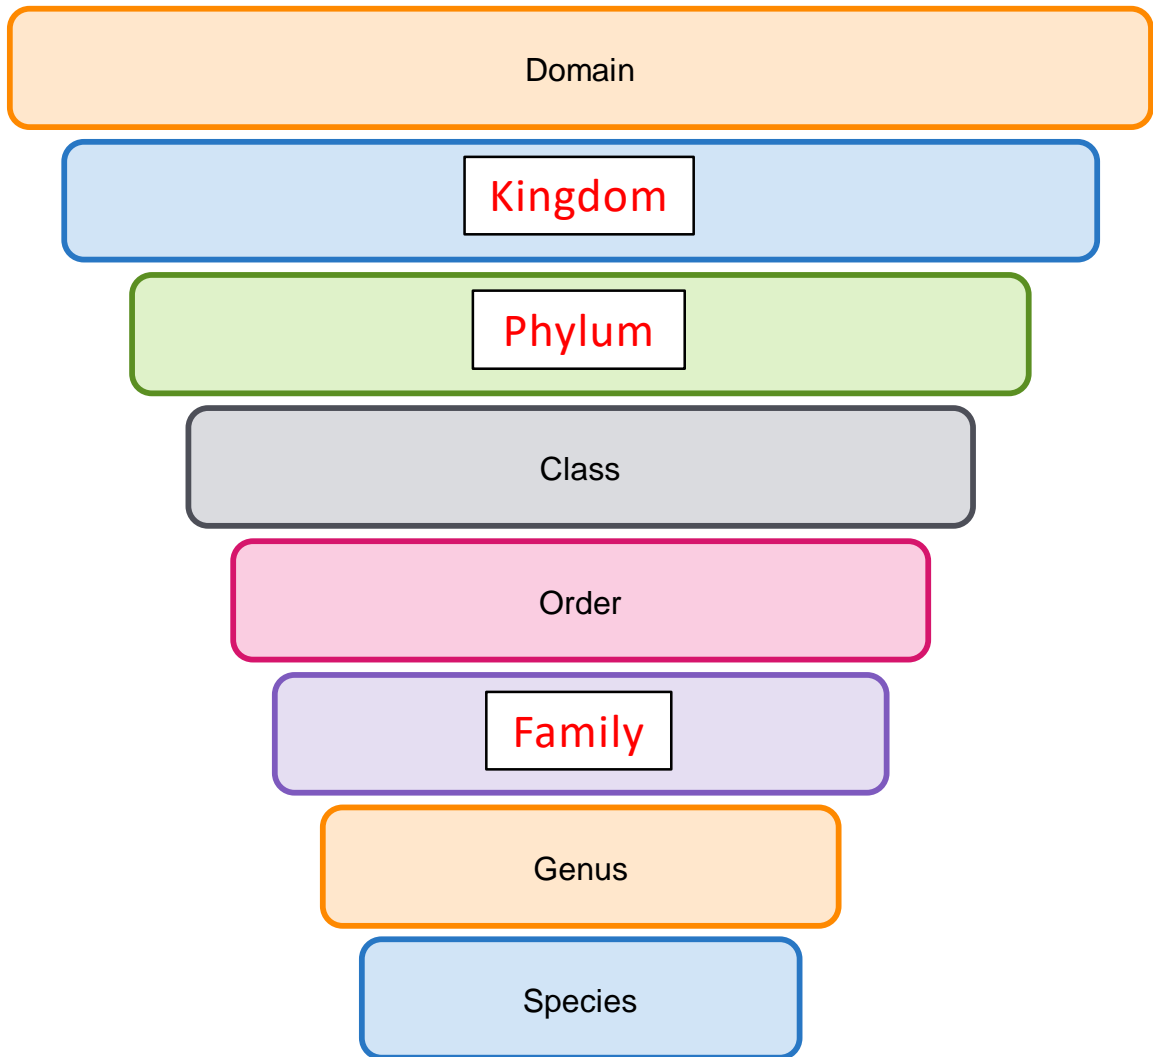 Domain
Kingdom
Phylum
Class
Order
Family
Genus
Species